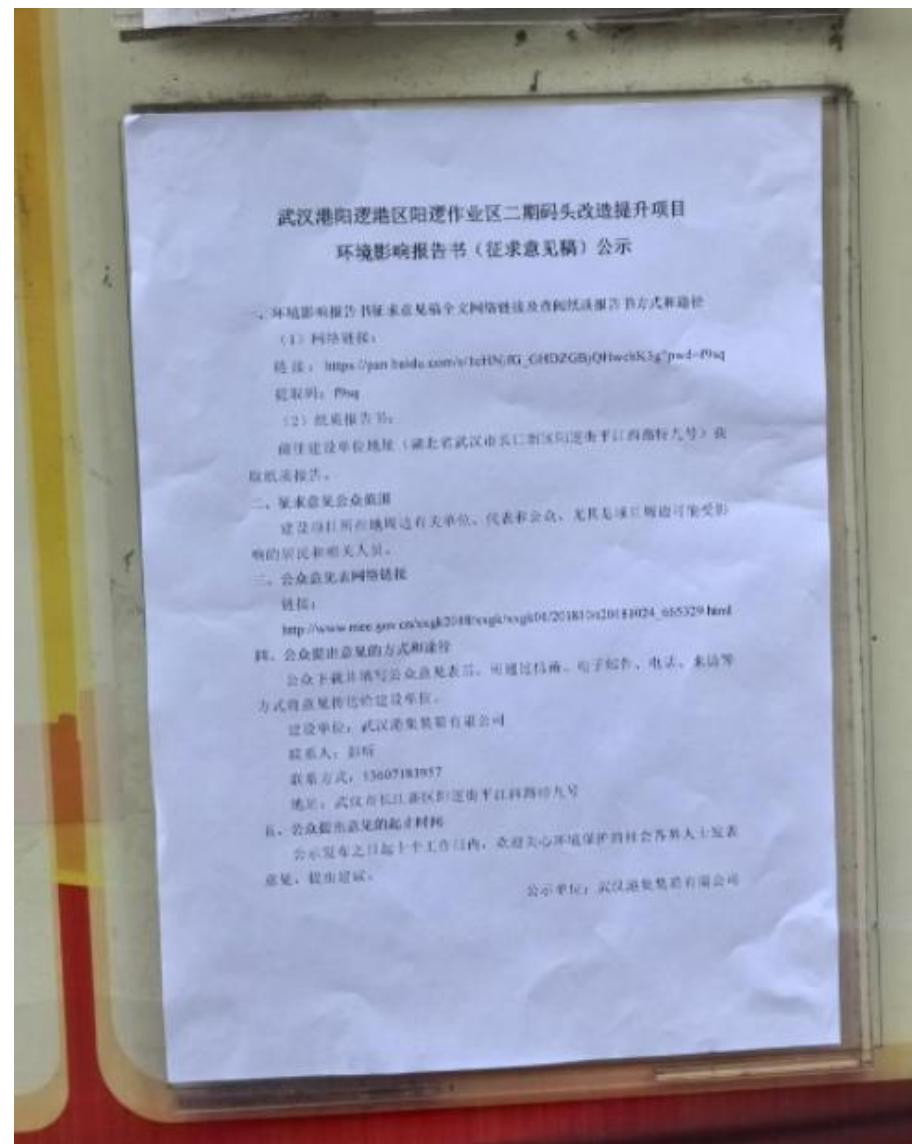 武汉港阳逻港区阳逻作业区二期码头改造提升项目
环境影响报告书（征求意见稿）公示
一、环境影响报告书征求意见稿全文网络链接及查阅纸质报告书方式和途径
（1）网络链接：
链接：
提取码：f9sq
（2）纸质报告书：
前往建设单位地址（湖北省武汉市长江新区阳逻街平江西路特九号）获
取纸质报告。
二、征求意见公众范围
建设项目所在地周边有关单位、代表和公众、尤其是项目周边可能受影
响的居民和相关人员。
三、公众意见表网络链接
链接：
http://www.mee.gov.cn/xxgk2018/xxgk/xxgk01/201810/t20181024_665329.html
四、公众提出意见的方式和途径
公众下载并填写公众意见表后，可通过信函、电子邮件、电话、来访等
方式将意见传达给建设单位。
建设单位：武汉港集装箱有限公司
联系人：彭
联系方式：13607183957
地址：武汉市长江新区阳逻街平江西路特九号
五、公众提出意见的起止时间
公示发布之日起十个工作日内，欢迎关心环境保护的社会各界人士发表
意见、提出建议。
公示单位：武汉港集装箱有限公司